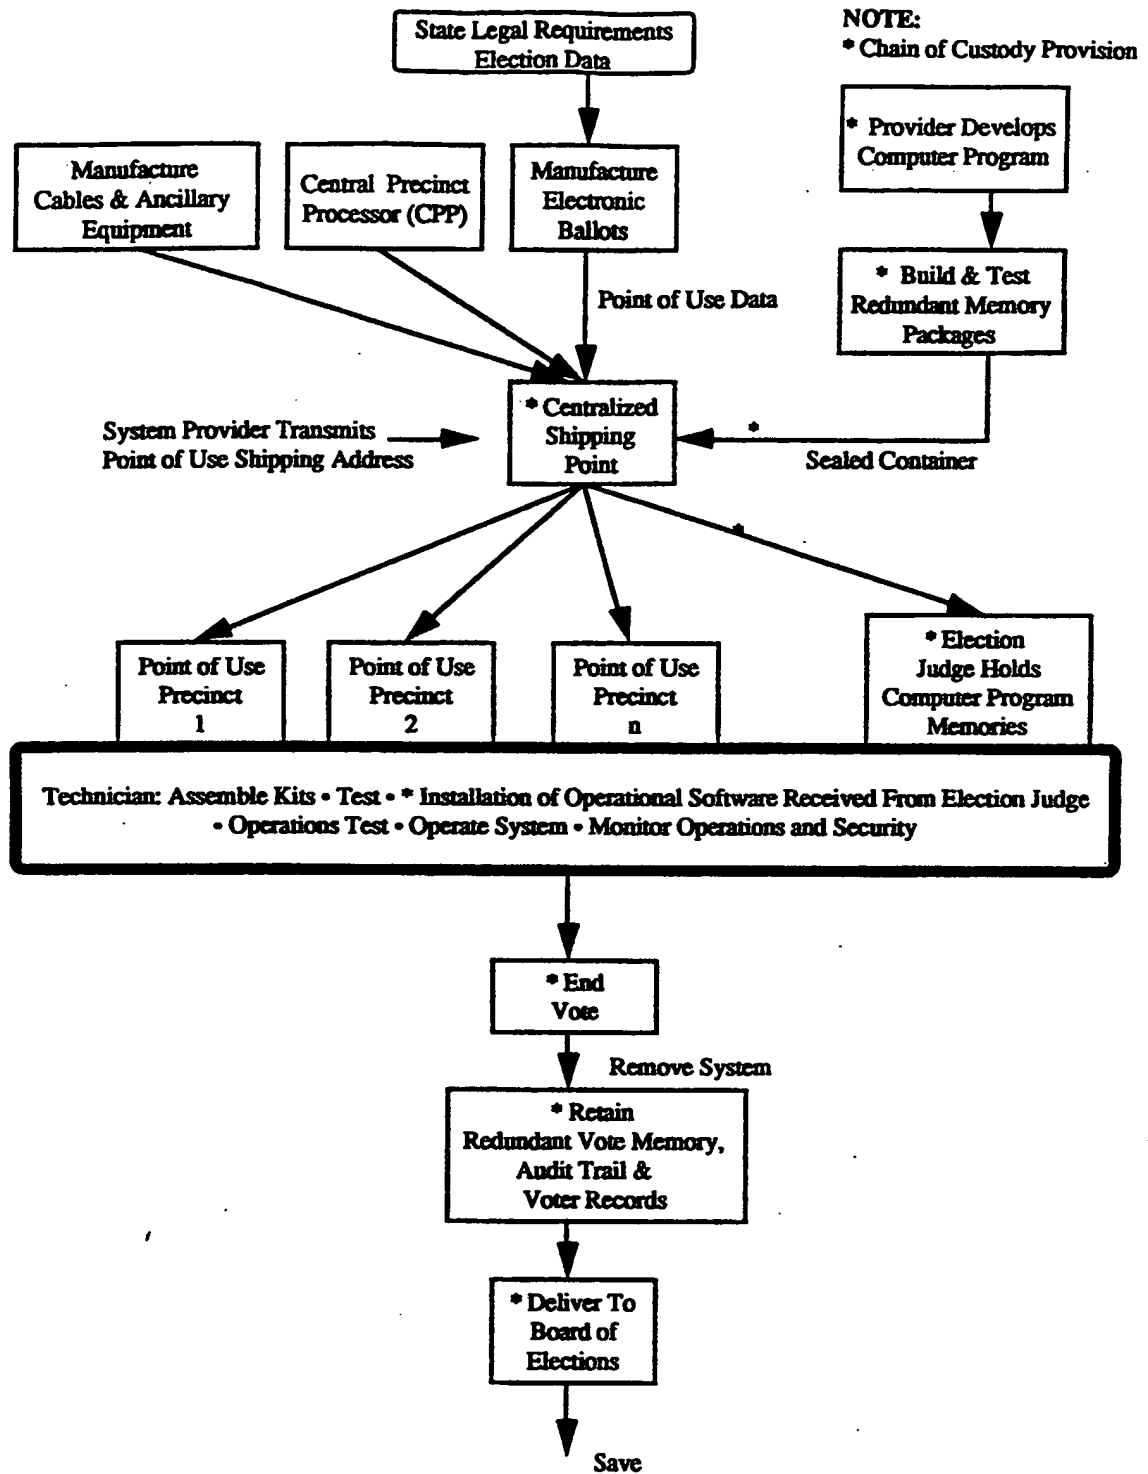 State Legal Requirements
Election Data
NOTE:
* Chain of Custody Provision
* Provider Develops
Computer Program
Manufacture
Cables & Ancillary
Equipment
Central Precinct
Processor (CPP)
Manufacture
Electronic
Ballots
* Build & Test
Redundant Memory
Packages
Point of Use Data
* Centralized
Shipping
Point
System Provider Transmits
Point of Use Shipping Address
*
Sealed Container
*
Point of Use
Precinct
1
Point of Use
Precinct
2
Point of Use
Precinct
n
* Election
Judge Holds
Computer Program
Memories
Technician: Assemble Kits • Test • * Installation of Operational Software Received From Election Judge
• Operations Test • Operate System • Monitor Operations and Security
* End
Vote
Remove System
* Retain
Redundant Vote Memory,
Audit Trail &
Voter Records
* Deliver To
Board of
Elections
Save